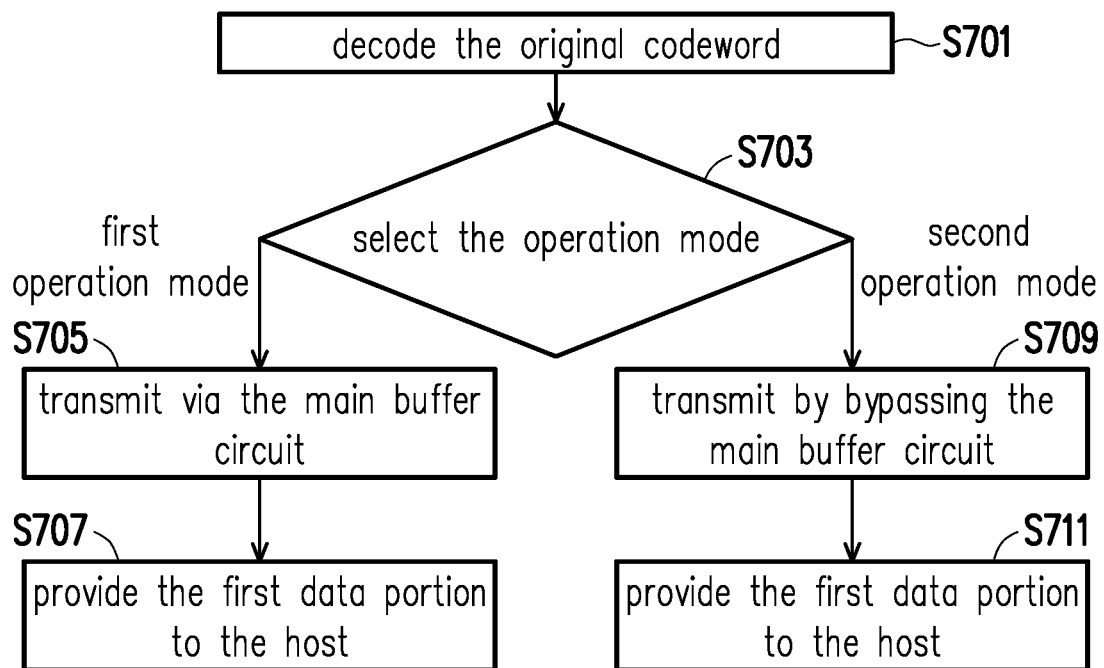 decode the original codeword
S701
S703
select the operation mode
first
operation mode
second
operation mode
S705
transmit via the main buffer
circuit
S709
transmit by bypassing the
main buffer circuit
S707
provide the first data portion
to the host
S711
provide the first data portion
to the host